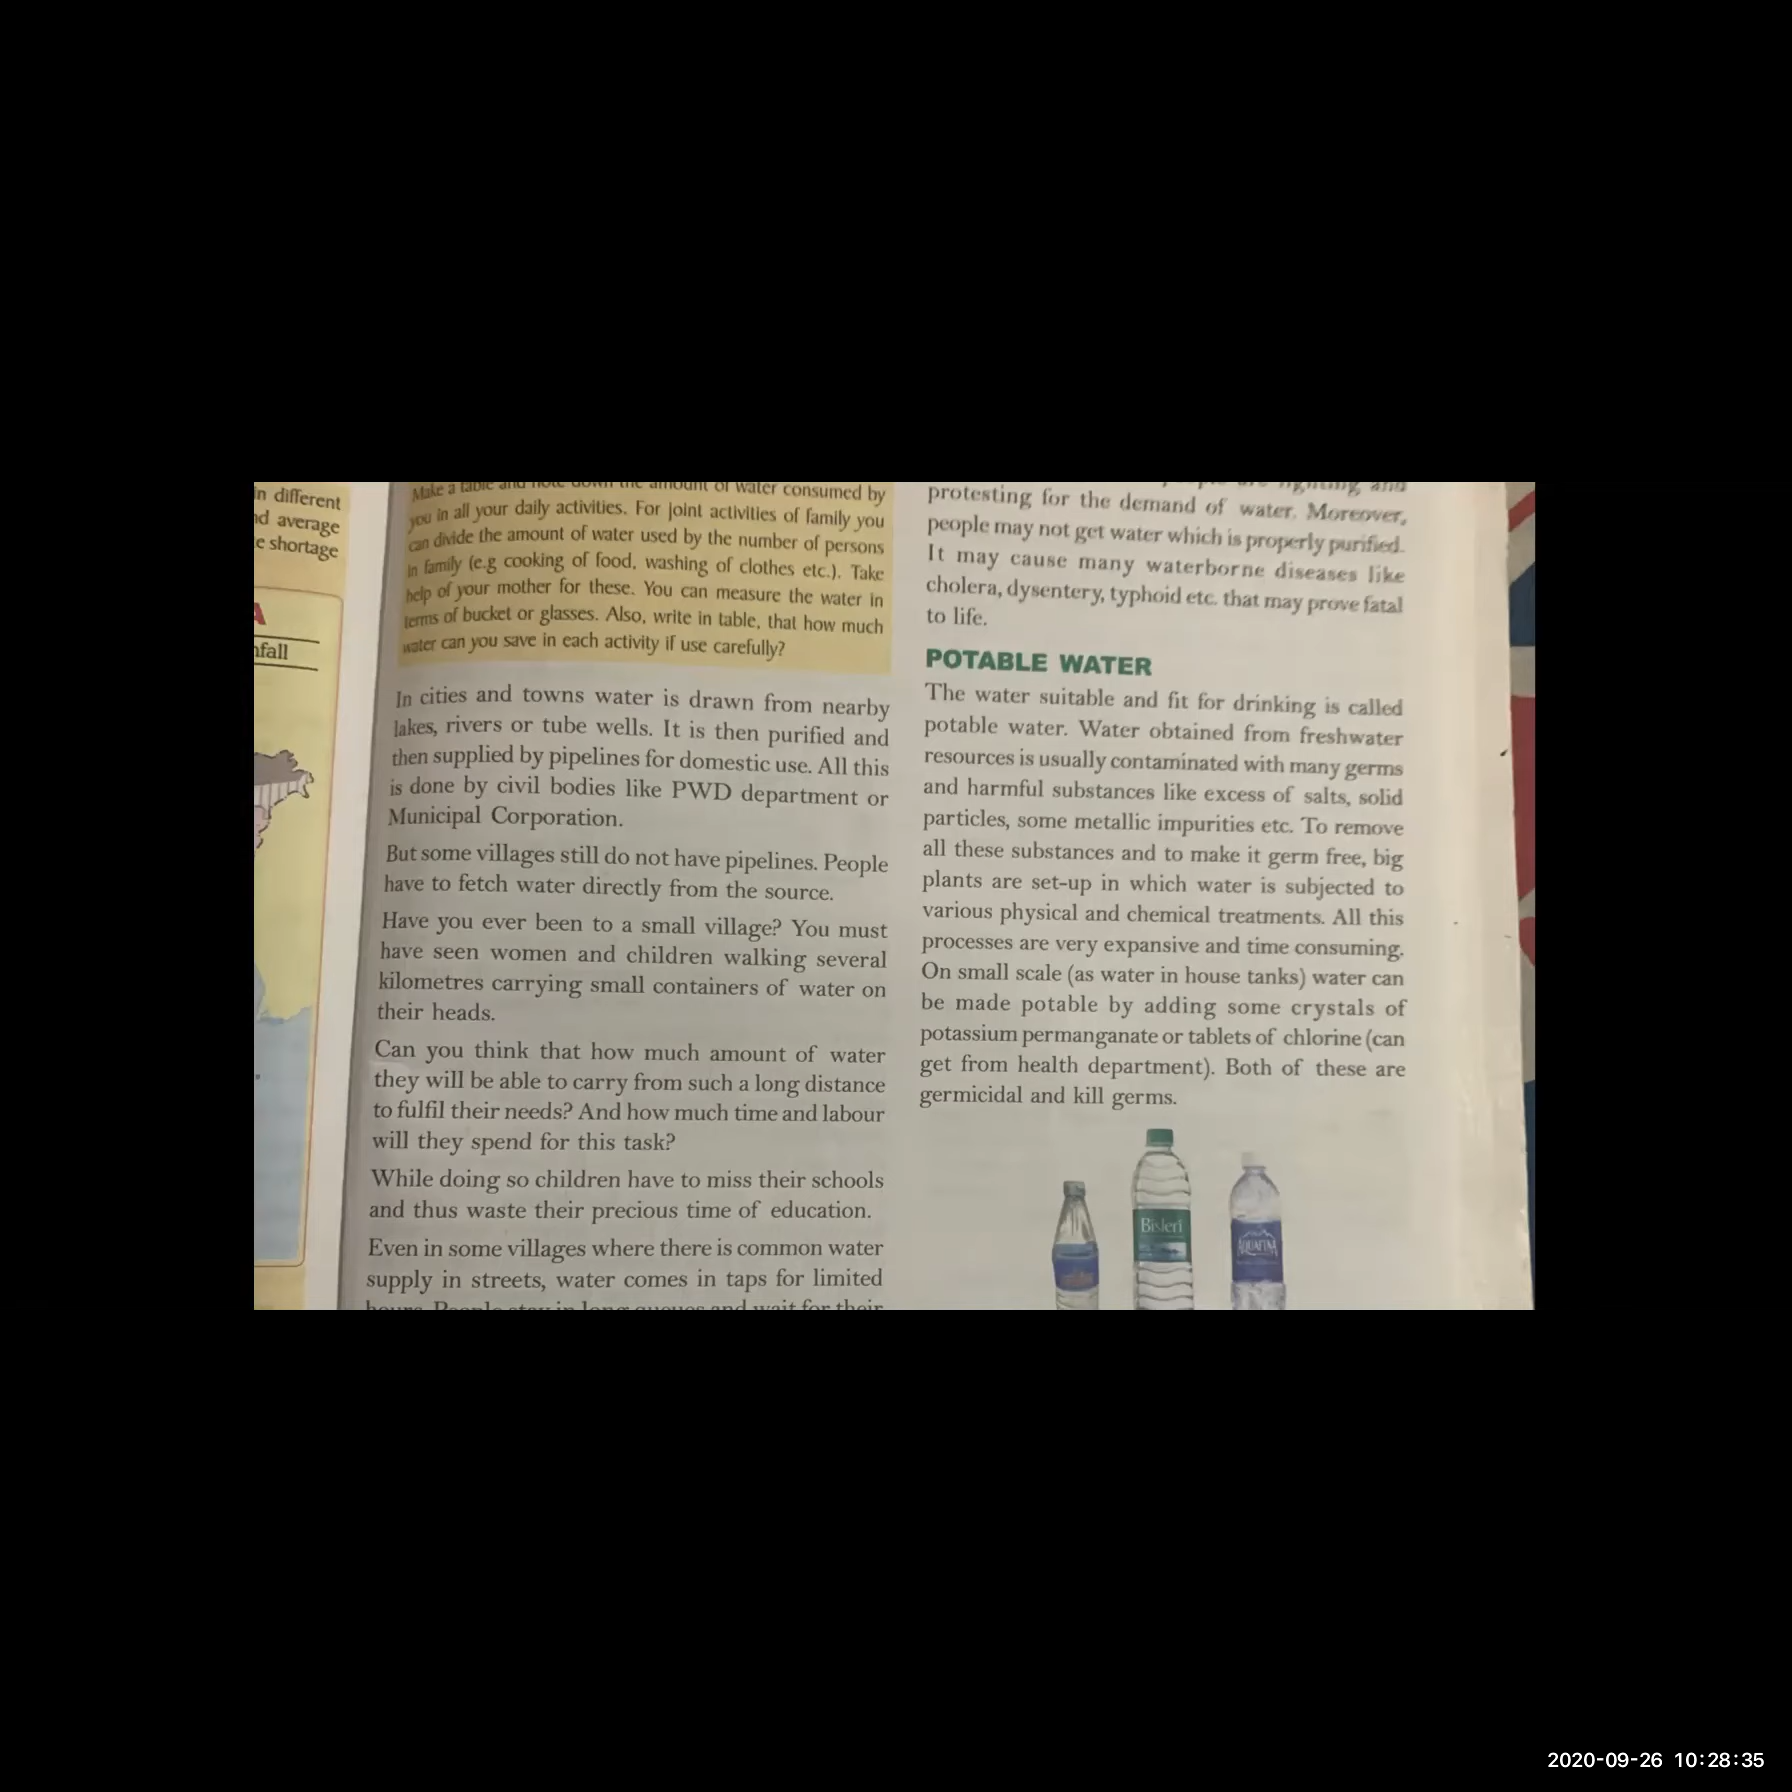 in different
nd average
e shortage
A
nfall
Make a table and note down the amount of water consumed by
you in all your daily activities. For joint activities of family you
can divide the amount of water used by the number of persons
in family (e.g cooking of food, washing of clothes etc.). Take
help of your mother for these. You can measure the water in
terms of bucket or glasses. Also, write in table, that how much
water can you save in each activity if use carefully?
In cities and towns water is drawn from nearby
lakes, rivers or tube wells. It is then purified and
then supplied by pipelines for domestic use. All this
is done by civil bodies like PWD department or
Municipal Corporation.
But some villages still do not have pipelines. People
have to fetch water directly from the source.
Have you ever been to a small village? You must
have seen women and children walking several
kilometres carrying small containers of water on
their heads.
Can you think that how much amount of water
they will be able to carry from such a long distance
to fulfil their needs? And how much time and labour
will they spend for this task?
While doing so children have to miss their schools
and thus waste their precious time of education.
Even in some villages where there is common water
supply in streets, water comes in taps for limited
hours. People stay in long queues and wait for their
fighting, and
protesting for the demand of water. Moreover,
people may not get water which is properly purified.
It may cause many waterborne diseases like
cholera, dysentery, typhoid etc. that may prove fatal
to life.
POTABLE WATER
The water suitable and fit for drinking is called
potable water. Water obtained from freshwater
resources is usually contaminated with many germs
and harmful substances like excess of salts, solid
particles, some metallic impurities etc. To remove
all these substances and to make it germ free, big
plants are set-up in which water is subjected to
various physical and chemical treatments. All this
processes are very expansive and time consuming.
On small scale (as water in house tanks) water can
be made potable by adding some crystals of
potassium permanganate or tablets of chlorine (can
get from health department). Both of these are
germicidal and kill germs.
Bisleri
AQUAFINA
2020-09-26 10:28:35